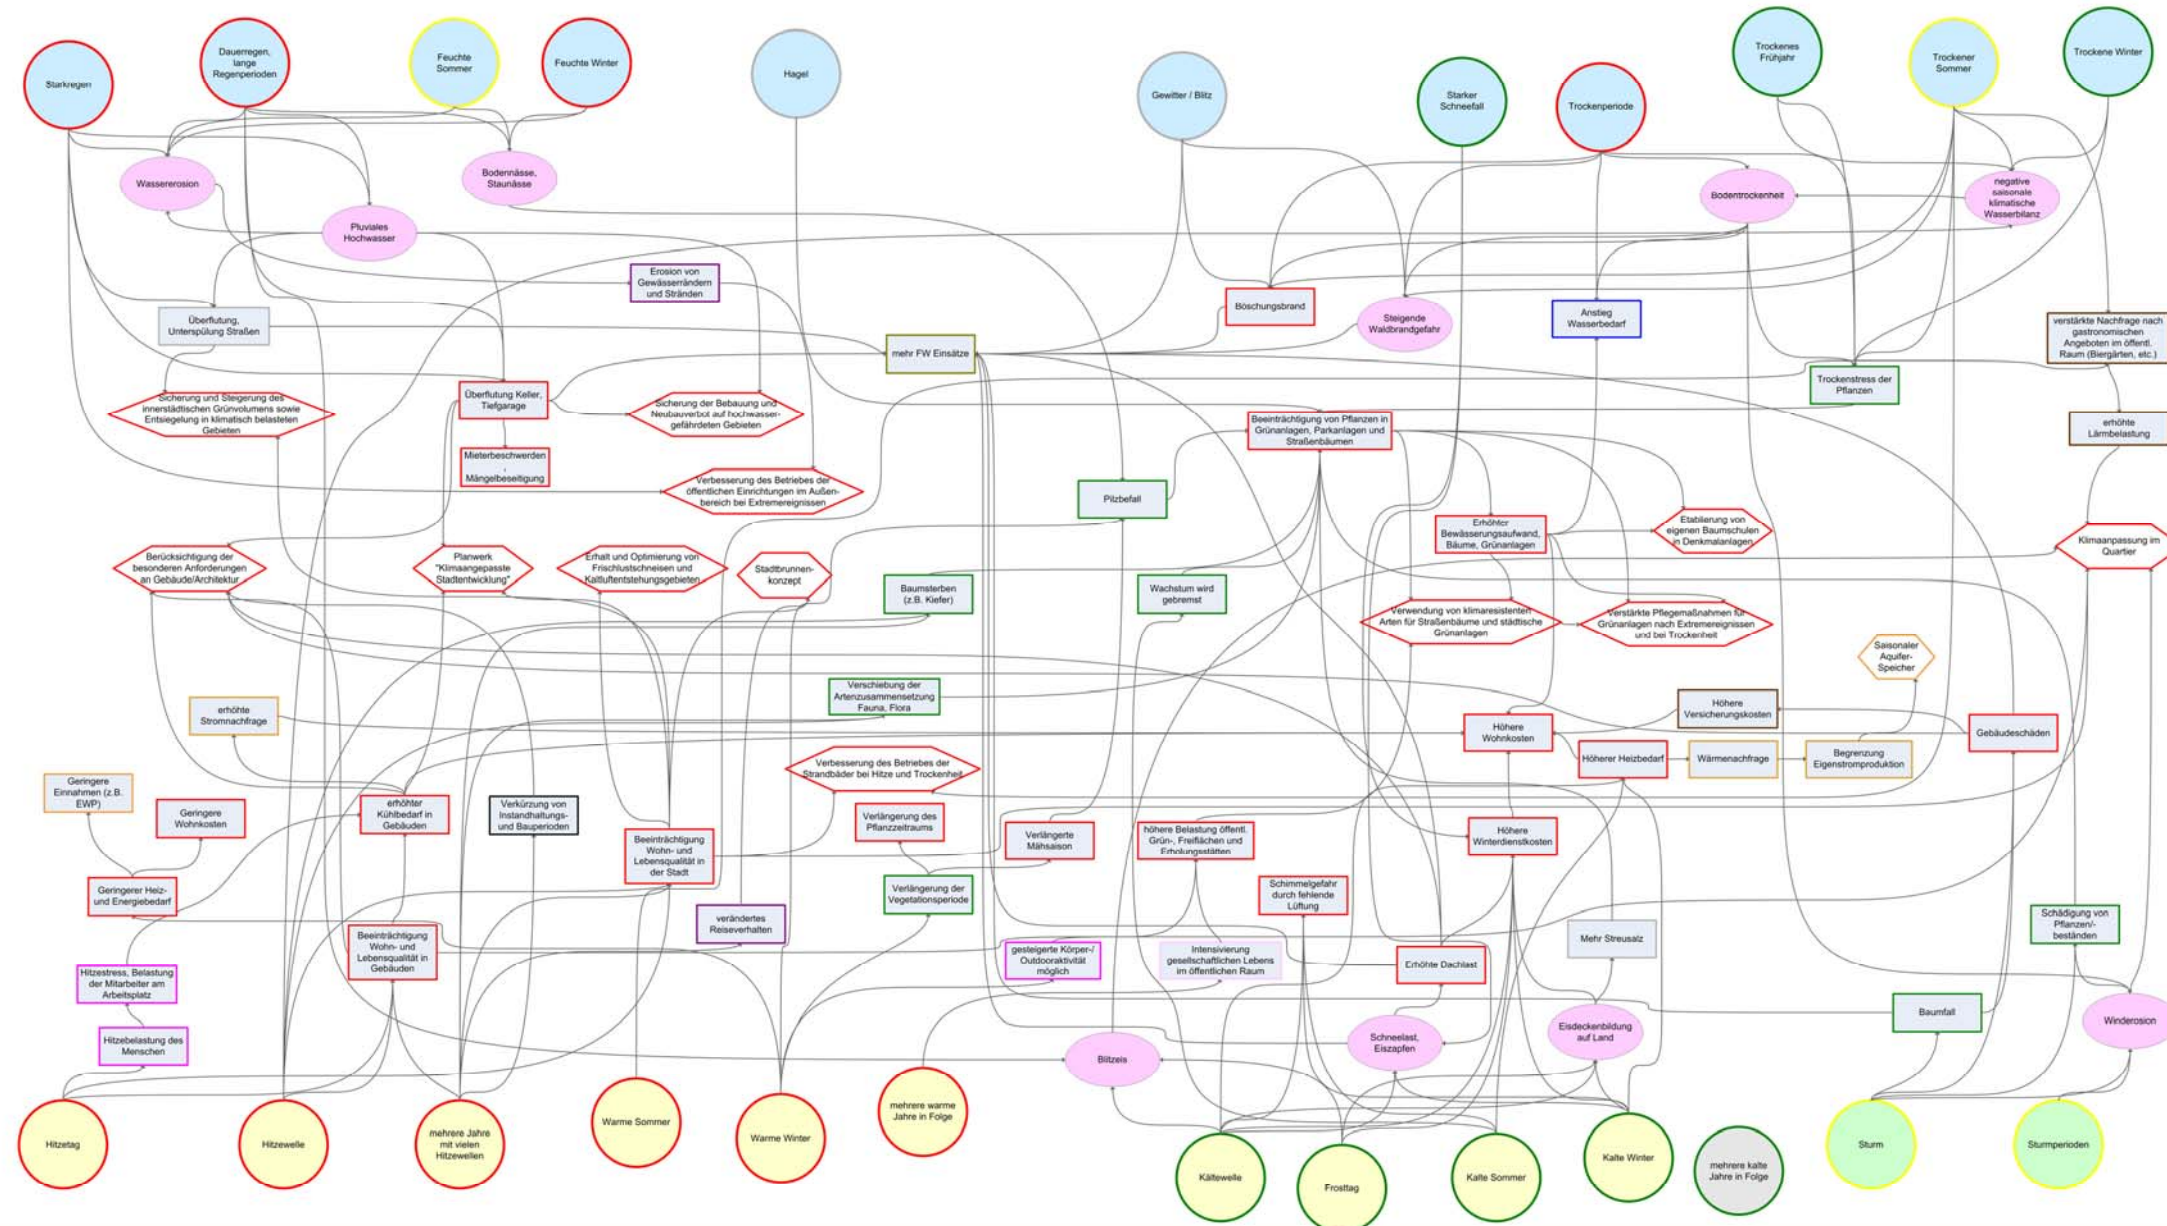 Starkregen
Dauerregen,
lange
Regenperioden
Feuchte
Sommer
Feuchte Winter
Hagel
Gewitter / Blitz
Starker
Schneefall
Trockenperiode
Trockenes
Frühjahr
Trockener
Sommer
Trockene Winter
Wassererosion
Bodennässe,
Staunässe
Pluviales
Hochwasser
Bodentrockenheit
negative
saisonale
klimatische
Wasserbilanz
Erosion von
Gewässerrändern
und Stränden
Überflutung,
Unterspülung Straßen
Böschungsbrand
Steigende
Waldbrandgefahr
Anstieg
Wasserbedarf
verstärkte Nachfrage nach
gastronomischen
Angeboten im öffentl.
Raum (Biergärten, etc.)
mehr FW Einsätze
Trockenstress der
Pflanzen
Sicherung und Steigerung des
innerstädtischen Grünvolumens sowie
Entsiegelung in klimatisch belasteten
Gebieten
Überflutung Keller,
Tiefgarage
Sicherung der Bebauung und
Neubauverbot auf hochwasser-
gefährdeten Gebieten
Beeinträchtigung von Pflanzen in
Grünanlagen, Parkanlagen und
Straßenbäumen
erhöhte
Lärmbelastung
Mieterbeschwerden
,
Mängelbeseitigung
Verbesserung des Betriebes der
öffentlichen Einrichtungen im Außen-
bereich bei Extremereignissen
Pilzbefall
Erhöhter
Bewässerungsaufwand,
Bäume, Grünanlagen
Etablierung von
eigenen Baumschulen
in Denkmalanlagen
Klimaanpassung im
Quartier
Berücksichtigung der
besonderen Anforderungen
an Gebäude/Architektur
Planwerk
"Klimaangepasste
Stadtentwicklung"
Erhalt und Optimierung von
Frischlustschneisen und
Kaltluftentstehungsgebieten
Stadtbrunnen-
konzept
Baumsterben
(z.B. Kiefer)
Wachstum wird
gebremst
Verwendung von klimaresistenten
Arten für Straßenbäume und städtische
Grünanlagen
Verstärkte Pflegemaßnahmen für
Grünanlagen nach Extremereignissen
und bei Trockenheit
Saisonaler
Aquifer-
Speicher
erhöhte
Stromnachfrage
Verschiebung der
Artenzusammensetzung
Fauna, Flora
Höhere
Wohnkosten
Höhere
Versicherungskosten
Gebäudeschäden
Höherer Heizbedarf
Wärmenachfrage
Begrenzung
Eigenstromproduktion
Verbesserung des Betriebes der
Strandbäder bei Hitze und Trockenheit
Geringere
Einnahmen (z.B.
EWP)
Geringere
Wohnkosten
erhöhter
Kühlbedarf in
Gebäuden
Verkürzung von
Instandhaltungs-
und Bauperioden
Beeinträchtigung
Wohn- und
Lebensqualität in
der Stadt
Verlängerung des
Pflanzzeitraums
Verlängerte
Mähsaison
höhere Belastung öffentl.
Grün-, Freiflächen und
Erholungsstätten
Höhere
Winterdienstkosten
Geringerer Heiz-
und Energiebedarf
Verlängerung der
Vegetationsperiode
Schimmelgefahr
durch fehlende
Lüftung
verändertes
Reiseverhalten
Mehr Streusalz
Schädigung von
Pflanzen/-
beständen
Beeinträchtigung
Wohn- und
Lebensqualität in
Gebäuden
gesteigerte Körper-/
Outdooraktivität
möglich
Intensivierung
gesellschaftlichen Lebens
im öffentlichen Raum
Erhöhte Dachlast
Hitzestress, Belastung
der Mitarbeiter am
Arbeitsplatz
Baumfall
Winderosion
Hitzebelastung des
Menschen
Blitzeis
Schneelast,
Eiszapfen
Eisdeckenbildung
auf Land
Hitzetag
Hitzewelle
mehrere Jahre
mit vielen
Hitzewellen
Warme Sommer
Warme Winter
mehrere warme
Jahre in Folge
Kältewelle
Frosttag
Kalte Sommer
Kalte Winter
mehrere kalte
Jahre in Folge
Sturm
Sturmperioden